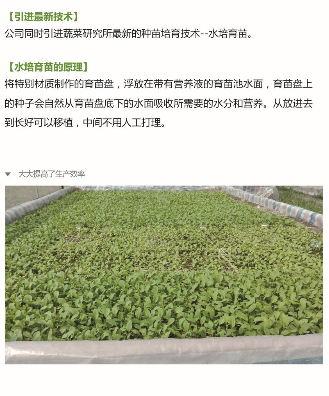 【引进最新技术】
公司同时引进蔬菜研究所最新的种苗培育技术--水培育苗。
【水培育苗的原理】
将特别材质制作的育苗盘，浮放在带有营养液的育苗池水面，育苗盘上
的种子会自然从育苗盘底下的水面吸收所需要的水分和营养。从放进去
到长好可以移植，中间不用人工打理。
▼ 大大提高了生产效率